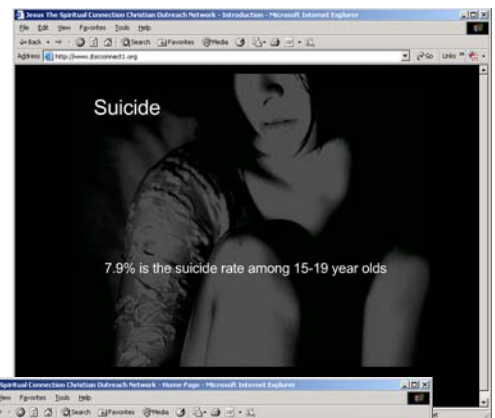 Jesus The Spiritual Connection Christian Outreach Network - Introduction - Microsoft Internet Explorer
File Edit View Favorites Tools Help
Back Search Favorites Media
Address http://www.jtscconnect1.org Go Links
Suicide
7.9% is the suicide rate among 15-19 year olds
Spiritual Connection Christian Outreach Network - Home Page - Microsoft Internet Explorer
View Favorites Tools Help
Search Favorites Media